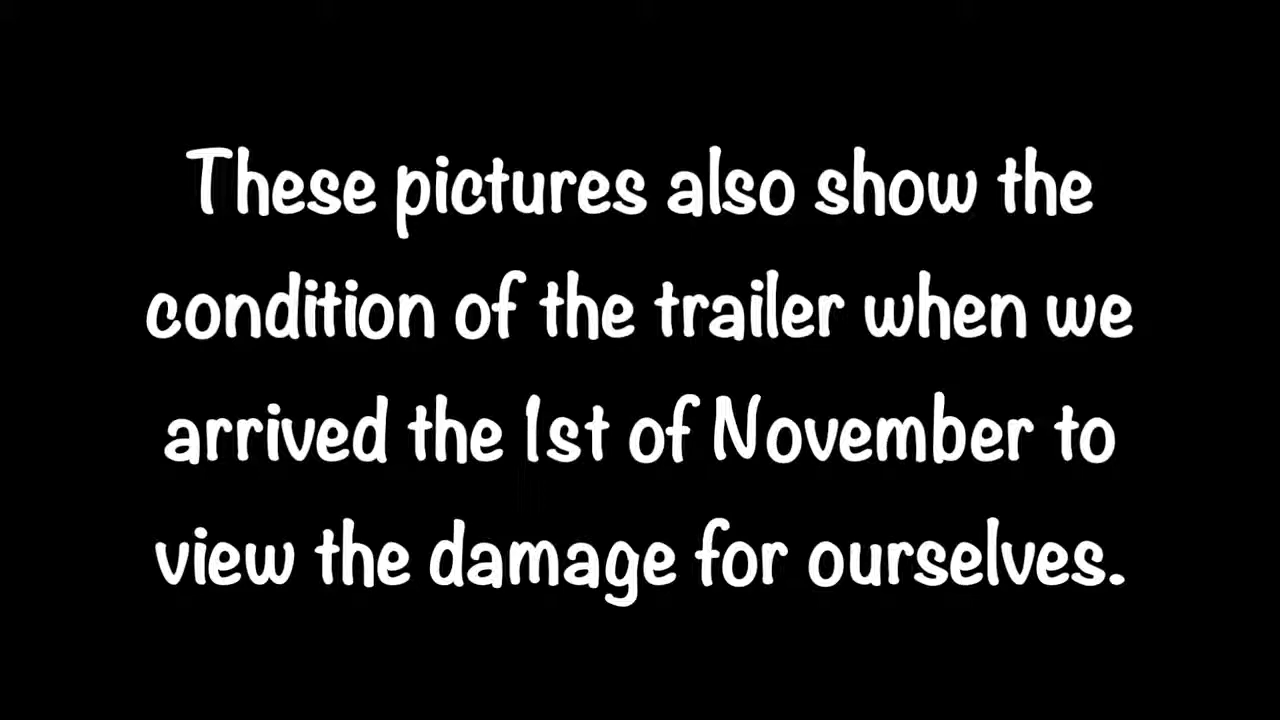 These pictures also show the
condition of the trailer when we
arrived the 1st of November to
view the damage for ourselves.